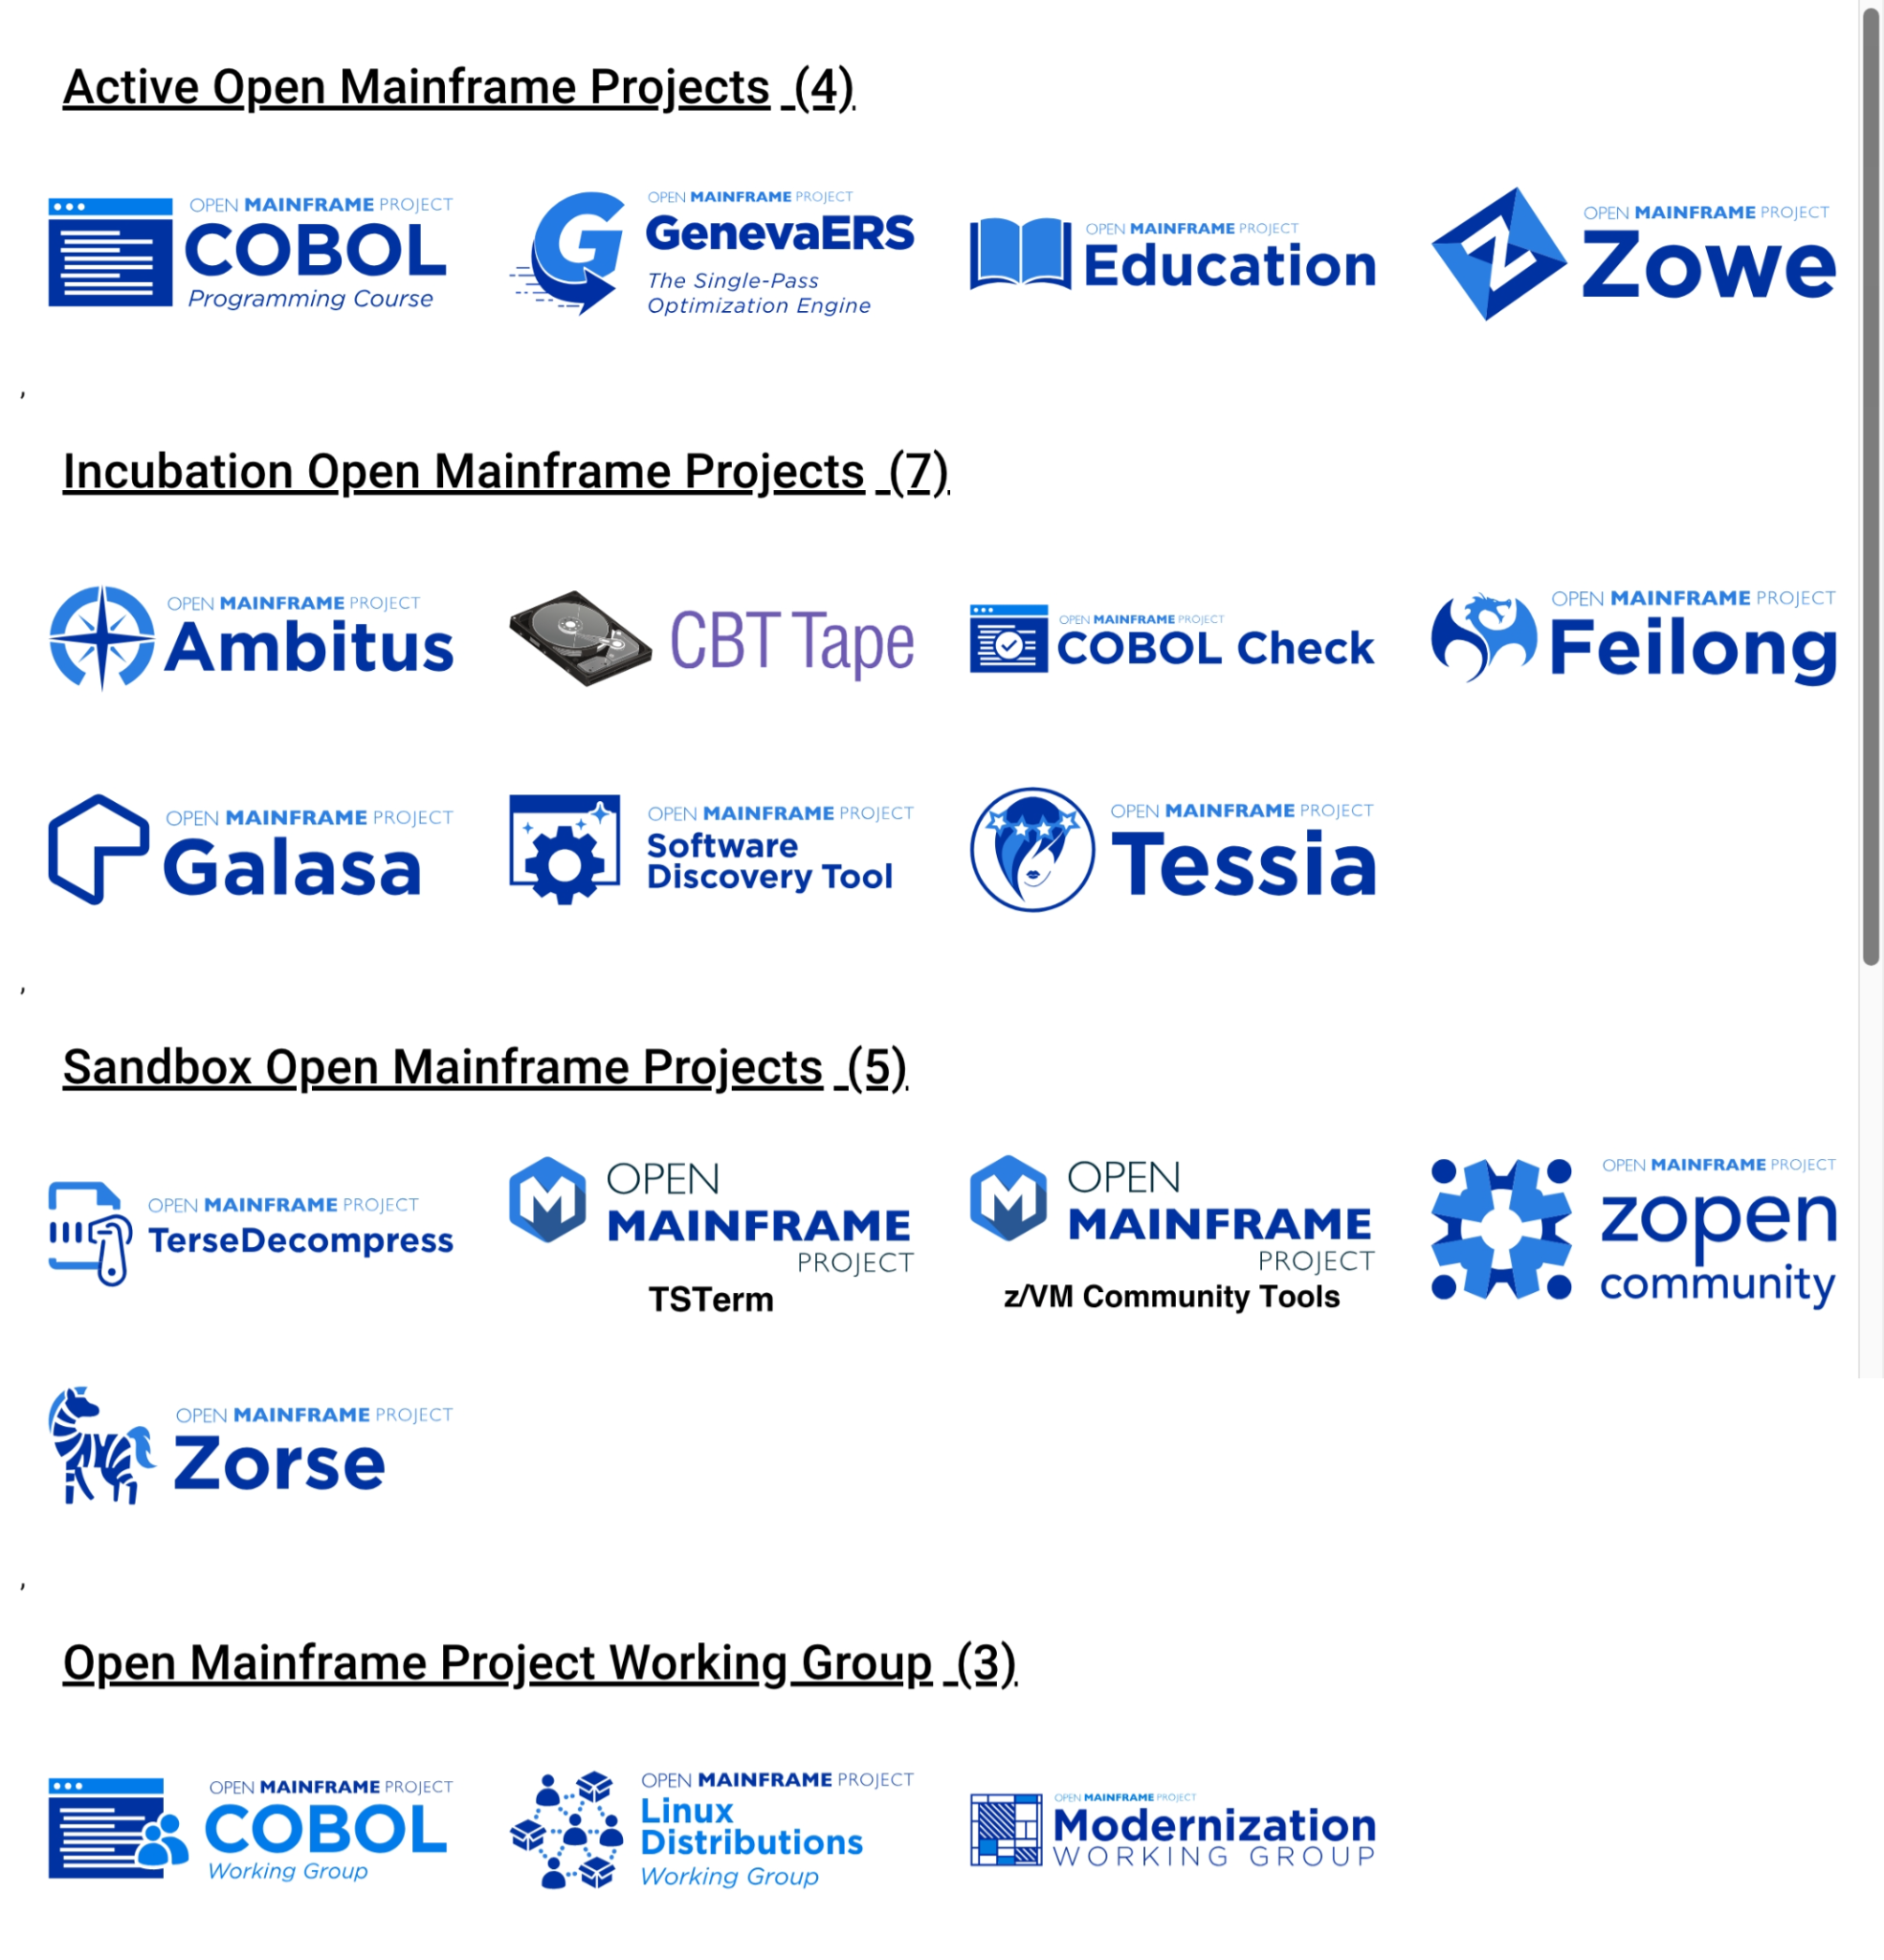 Active Open Mainframe Projects (4)
OPEN MAINFRAME PROJECT
COBOL
Programming Course
OPEN MAINFRAME PROJECT
GenevaERS
The Single-Pass
Optimization Engine
OPEN MAINFRAME PROJECT
Education
OPEN MAINFRAME PROJECT
Zowe
,
Incubation Open Mainframe Projects (7)
OPEN MAINFRAME PROJECT
Ambitus
CBT Tape
OPEN MAINFRAME PROJECT
COBOL Check
OPEN MAINFRAME PROJECT
Feilong
OPEN MAINFRAME PROJECT
Galasa
OPEN MAINFRAME PROJECT
Software
Discovery Tool
OPEN MAINFRAME PROJECT
Tessia
,
Sandbox Open Mainframe Projects (5)
OPEN MAINFRAME PROJECT
TerseDecompress
OPEN
MAINFRAME
PROJECT
TSTerm
OPEN
MAINFRAME
PROJECT
z/VM Community Tools
OPEN MAINFRAME PROJECT
zopen
community
OPEN MAINFRAME PROJECT
Zorse
,
Open Mainframe Project Working Group (3)
OPEN MAINFRAME PROJECT
COBOL
Working Group
OPEN MAINFRAME PROJECT
Linux
Distributions
Working Group
OPEN MAINFRAME PROJECT
Modernization
WORKING GROUP